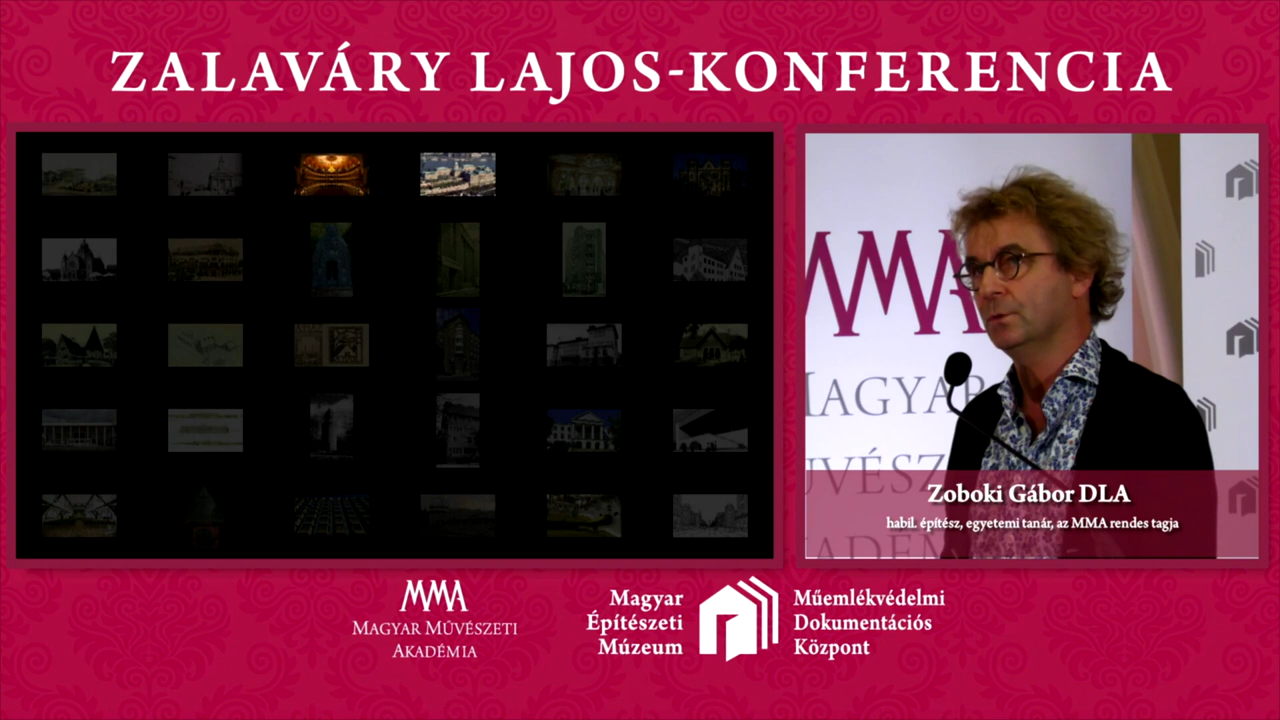 ZALAVÁRY LAJOS-KONFERENCIA
MMA
MAGYAR
Zoboki Gábor DLA
habil. építész, egyetemi tanár, az MMA rendes tagja
MMA
MAGYAR MŰVÉSZETI
AKADÉMIA
Magyar
Építészeti
Múzeum
Műemlékvédelmi
Dokumentációs
Központ